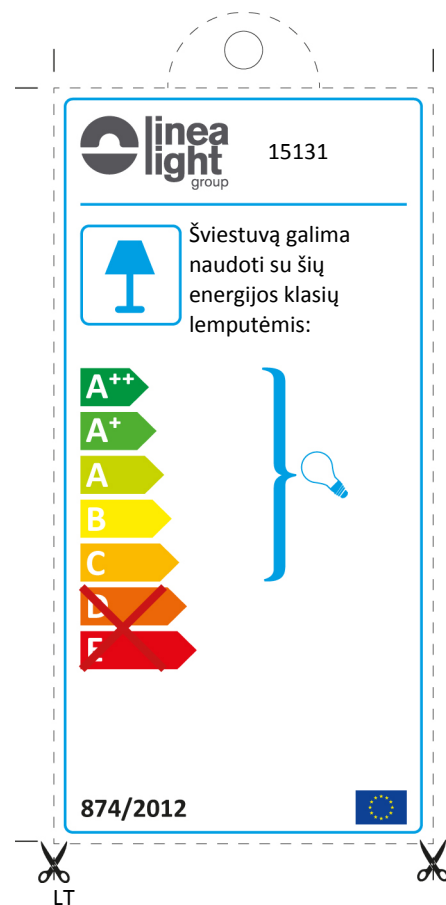 linea
light
group
15131
Šviestuvą galima
naudoti su šių
energijos klasių
lemputėmis:
A++
A+
A
B
C
D
E
874/2012
LT